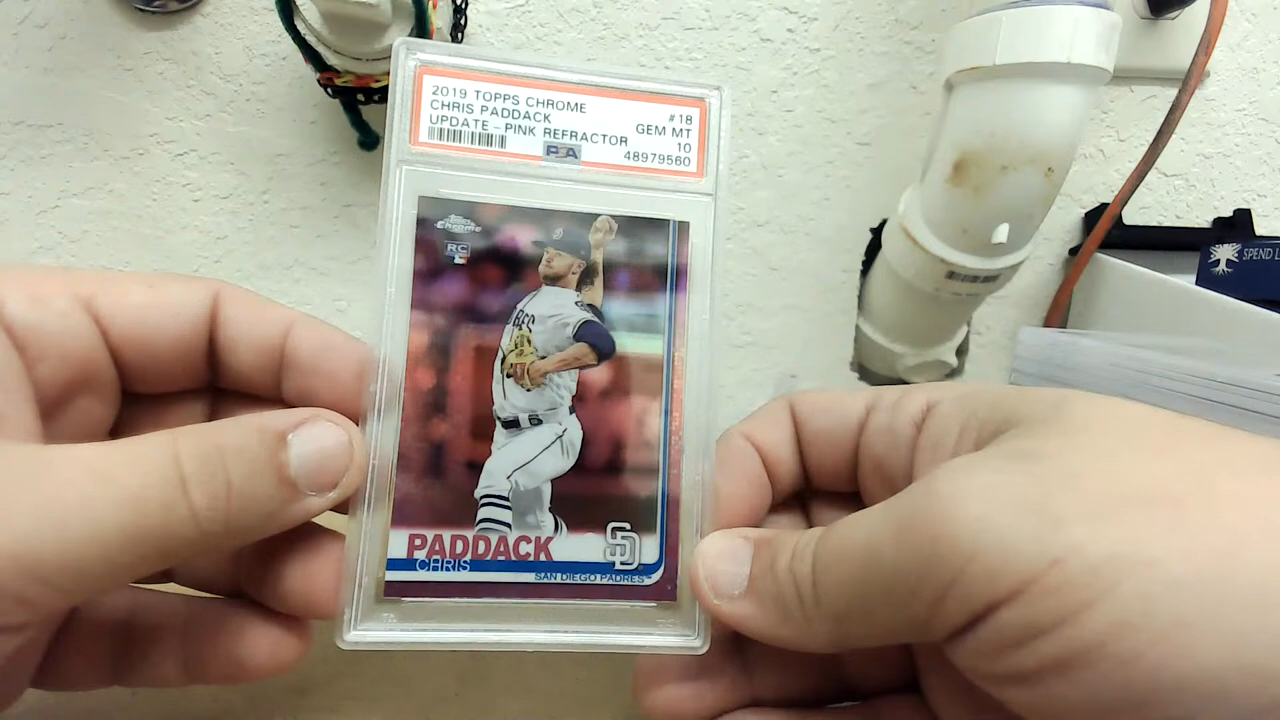 2019 TOPPS CHROME #18
CHRIS PADDACK GEM MT
UPDATE - PINK REFRACTOR 10
PSA 48979560
Topps Chrome
RC
PADDACK
CHRIS
SAN DIEGO PADRES
SD
SPEND L